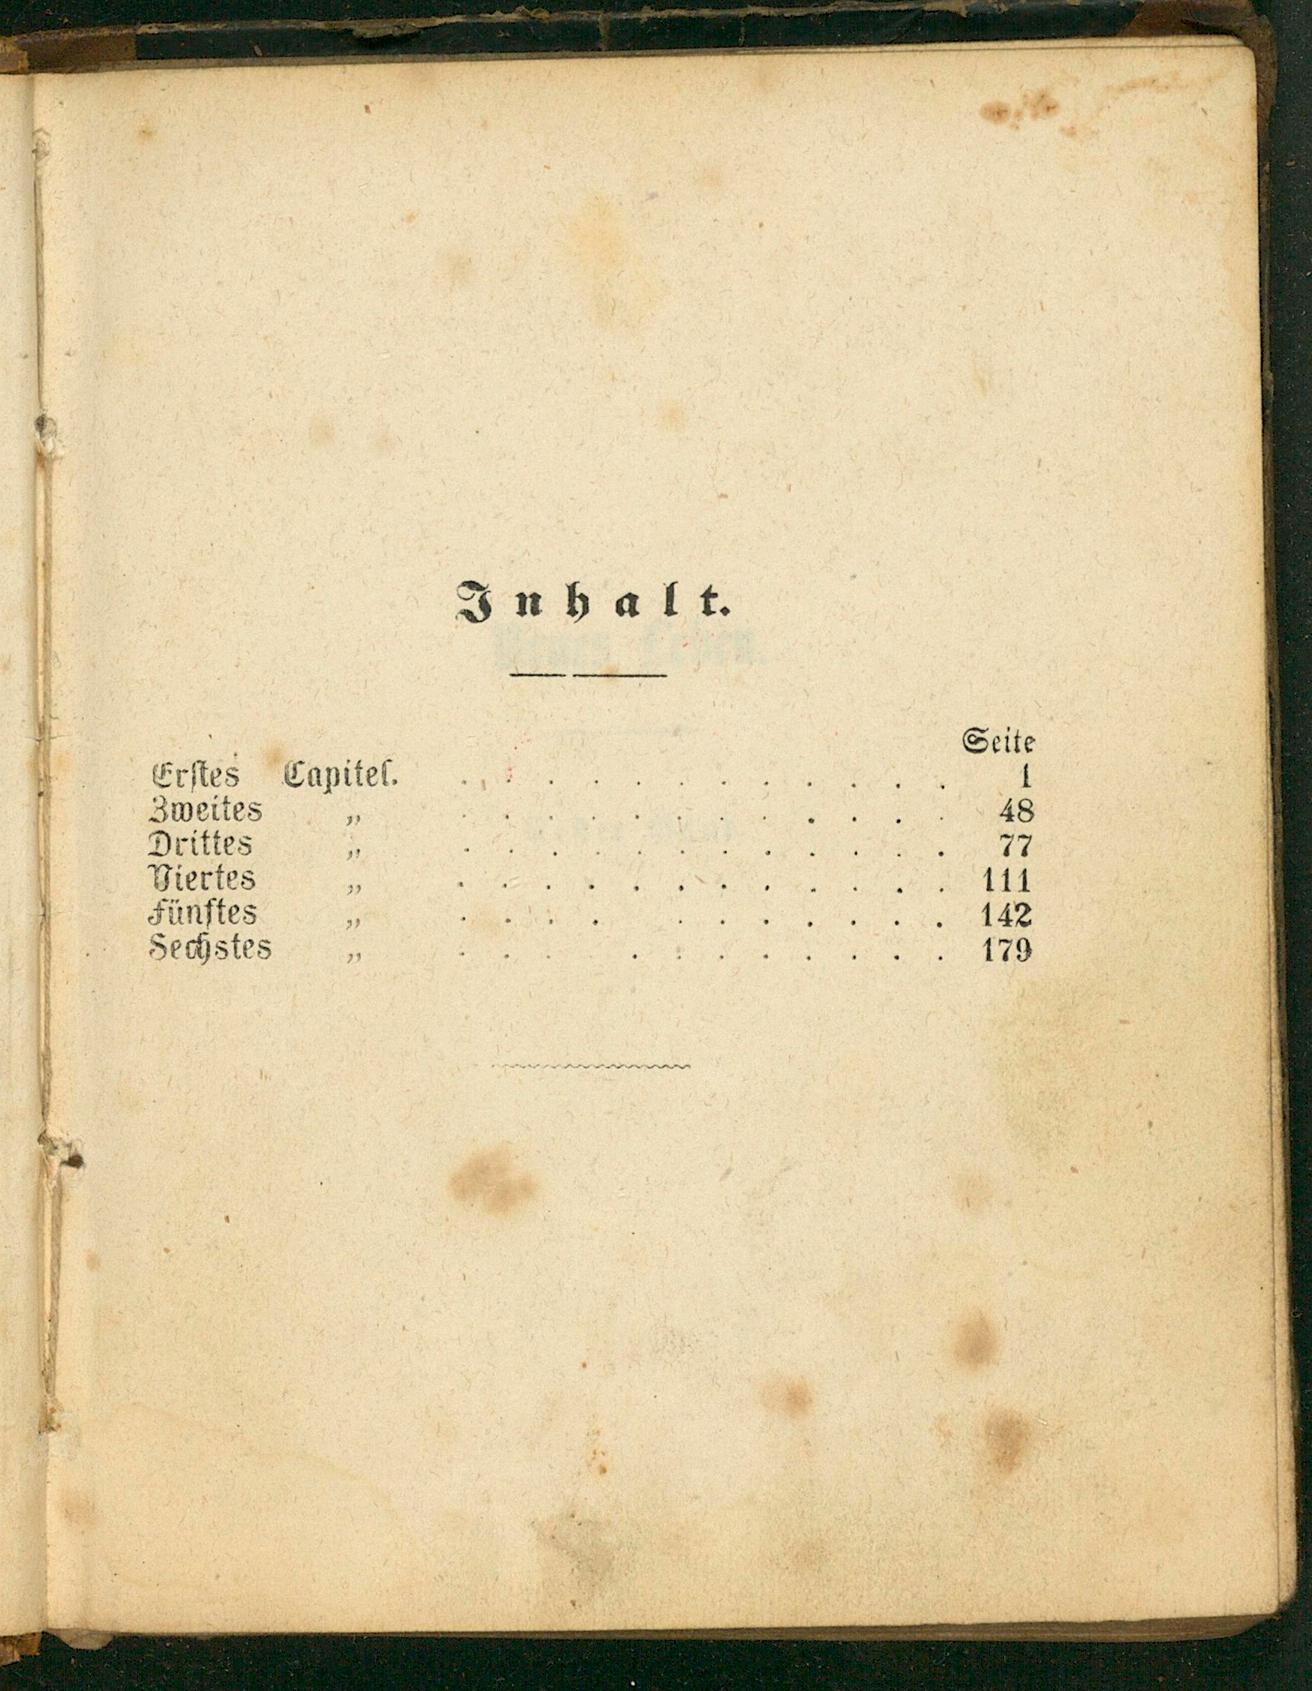 Inhalt.
Seite
Erstes Capitel. . . . . . . . . . . . . 1
Zweites „ . . . . . . . . . . . . 48
Drittes „ . . . . . . . . . . . . 77
Viertes „ . . . . . . . . . . . . 111
Fünftes „ . . . . . . . . . . . 142
Sechstes „ . . . . . . . . . . . 179